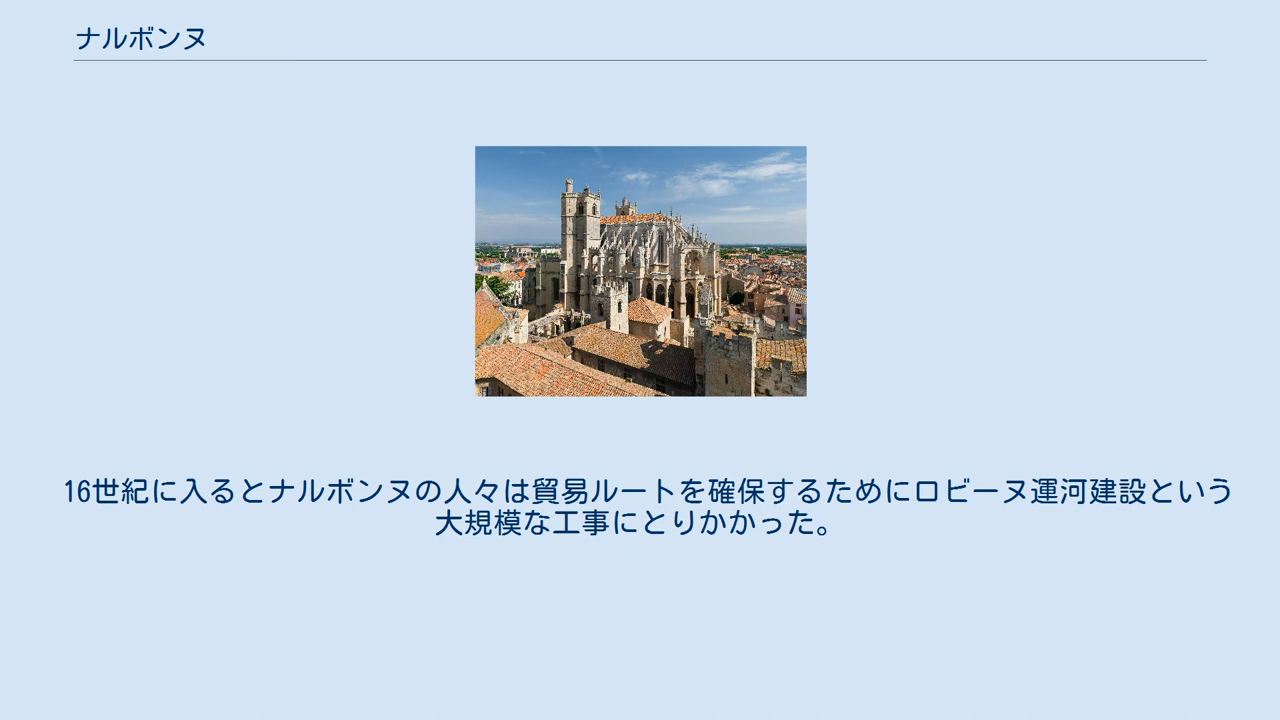 ナルボンヌ
16世紀に入るとナルボンヌの人々は貿易ルートを確保するためにロビーヌ運河建設という
大規模な工事にとりかかった。